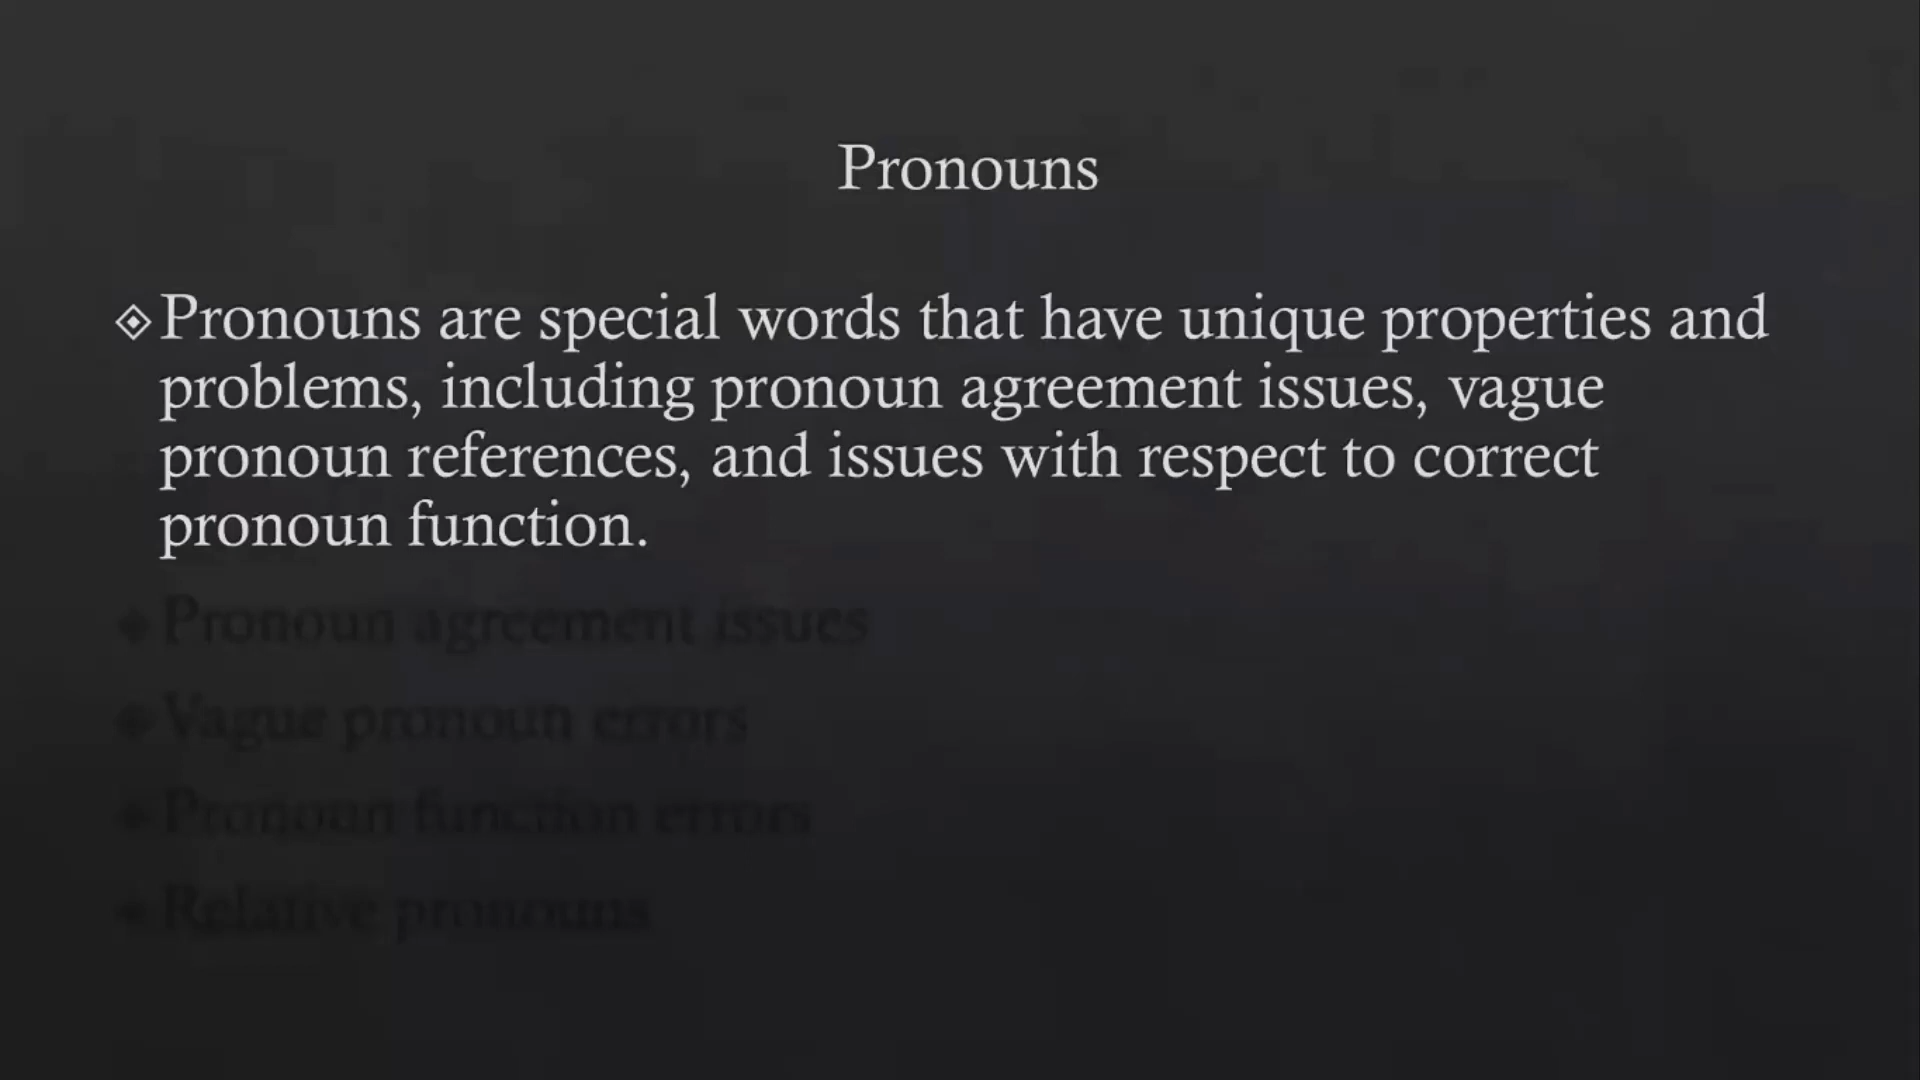 Pronouns
Pronouns are special words that have unique properties and
problems, including pronoun agreement issues, vague
pronoun references, and issues with respect to correct
pronoun function.
Pronoun agreement issues
Vague pronoun errors
Pronoun function errors
Relative pronouns